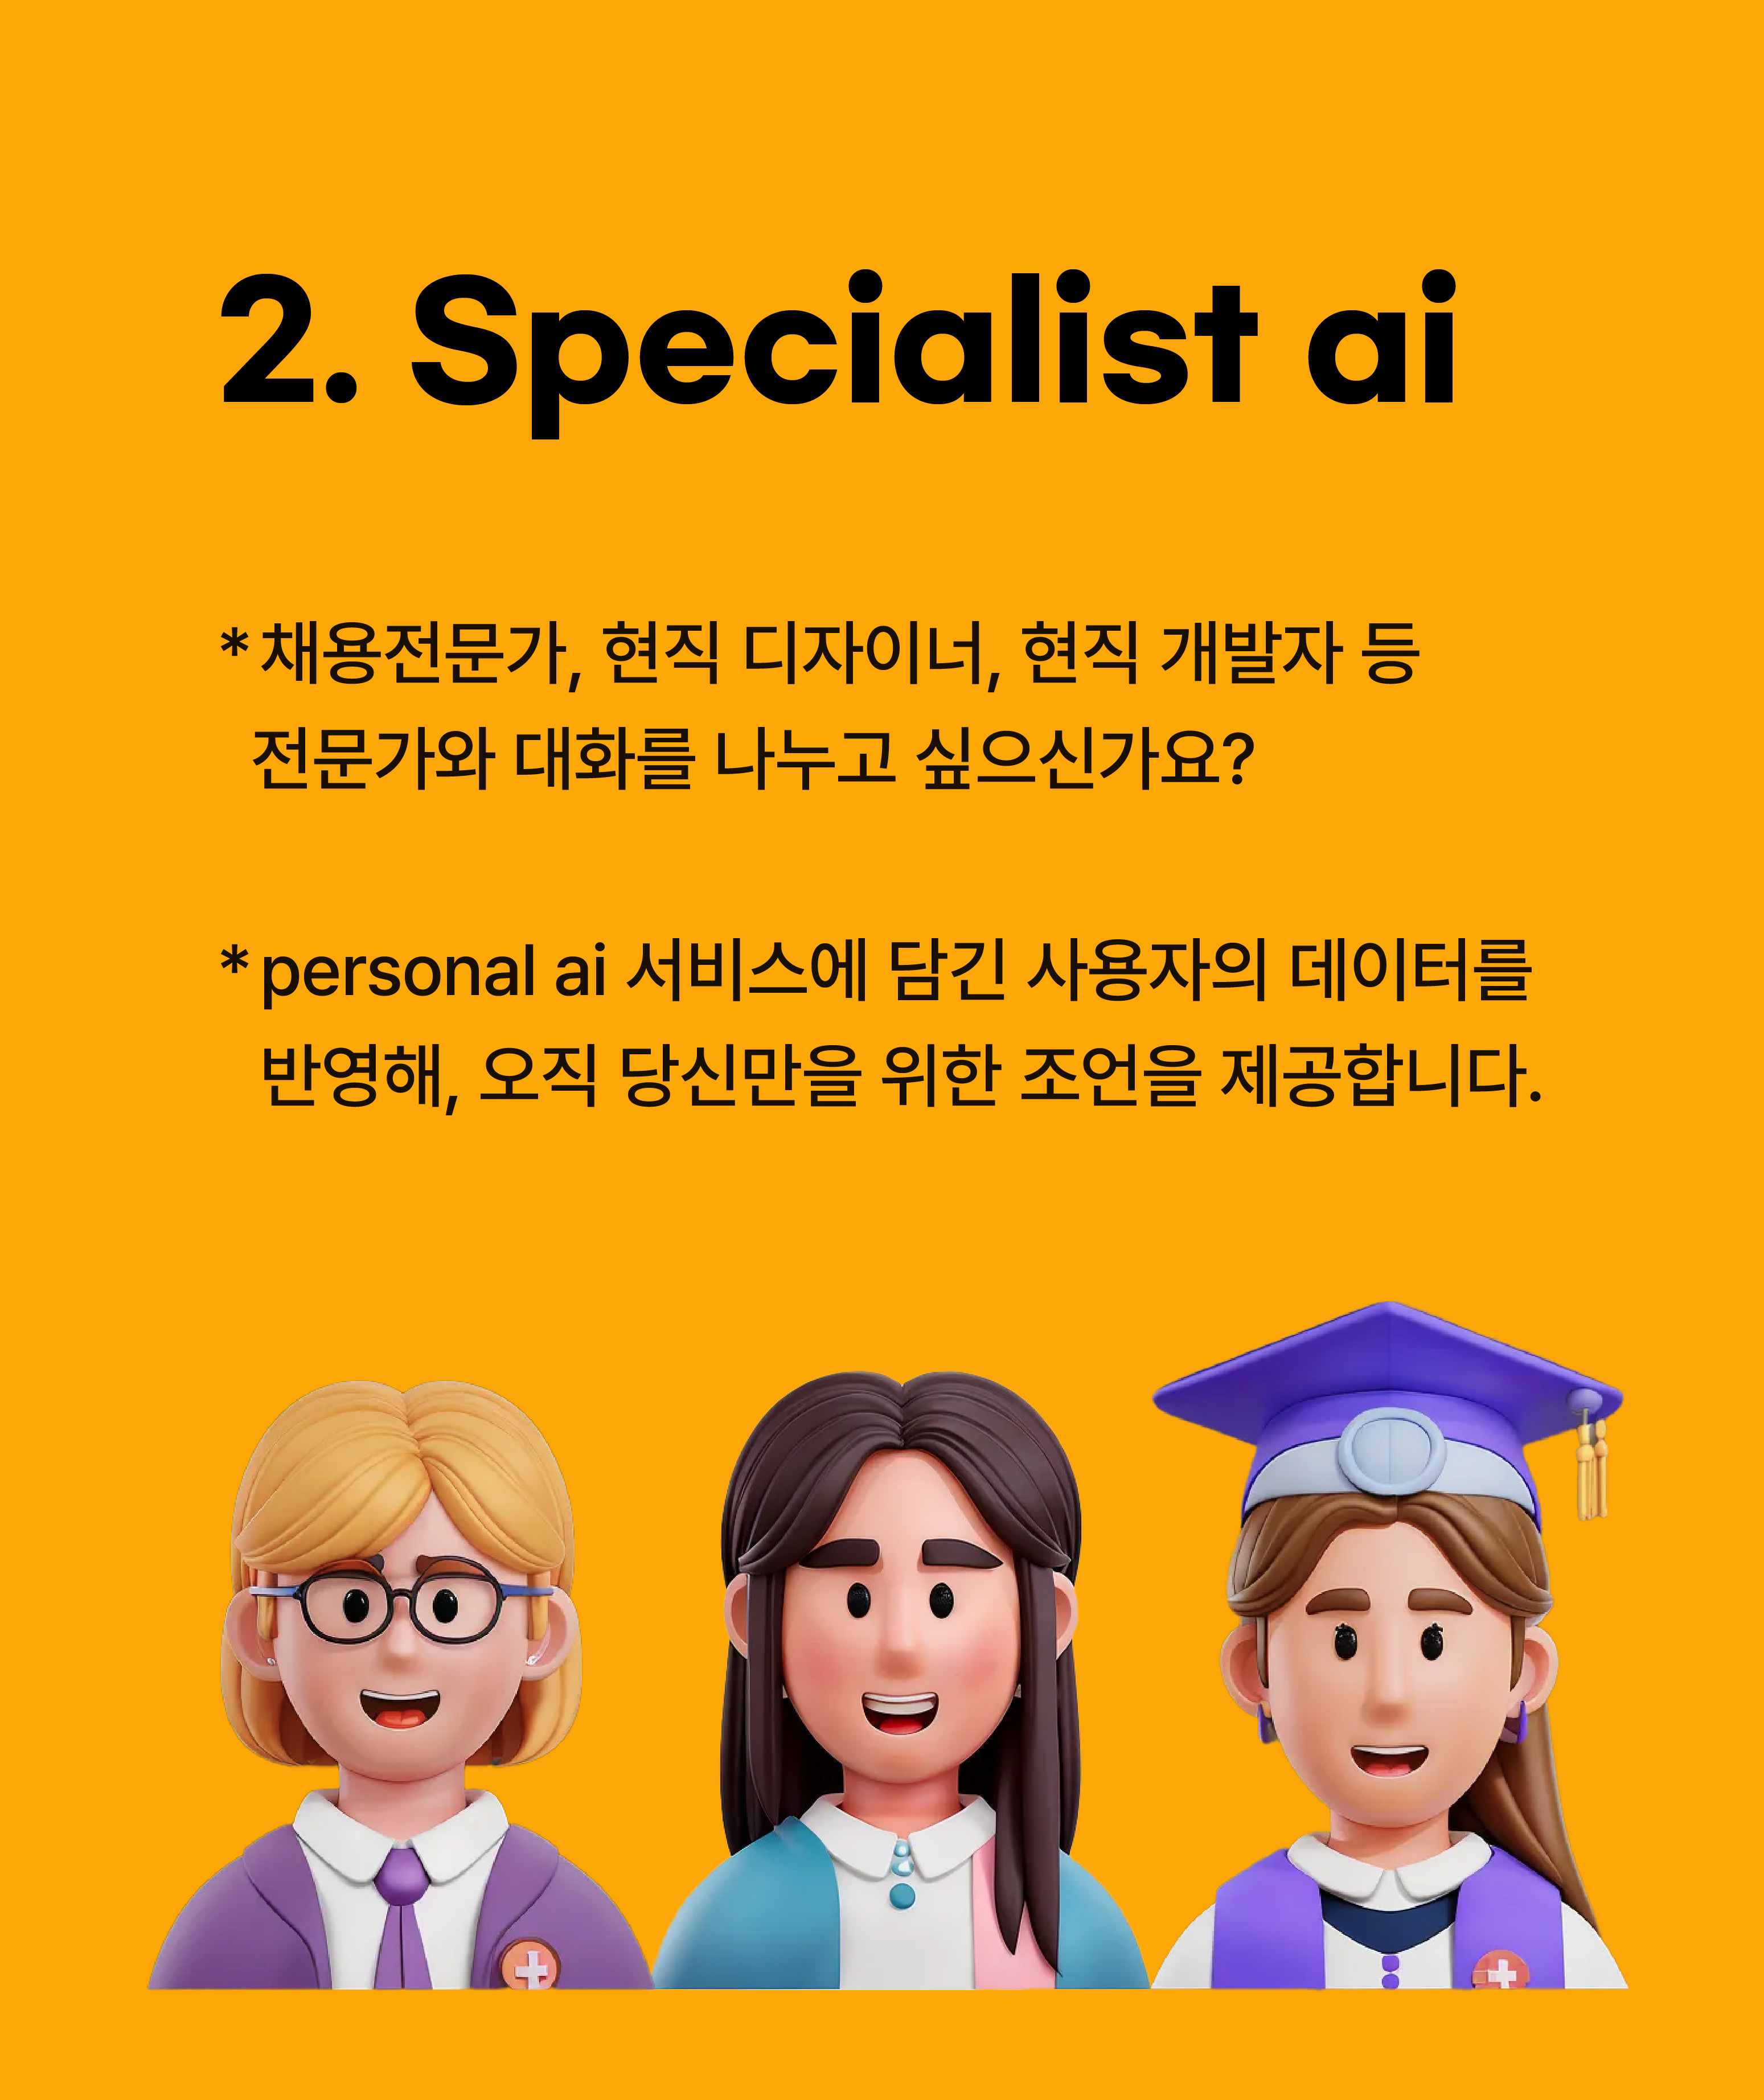 2. Specialist ai
*채용전문가, 현직 디자이너, 현직 개발자 등
전문가와 대화를 나누고 싶으신가요?
*personal ai 서비스에 담긴 사용자의 데이터를
반영해, 오직 당신만을 위한 조언을 제공합니다.